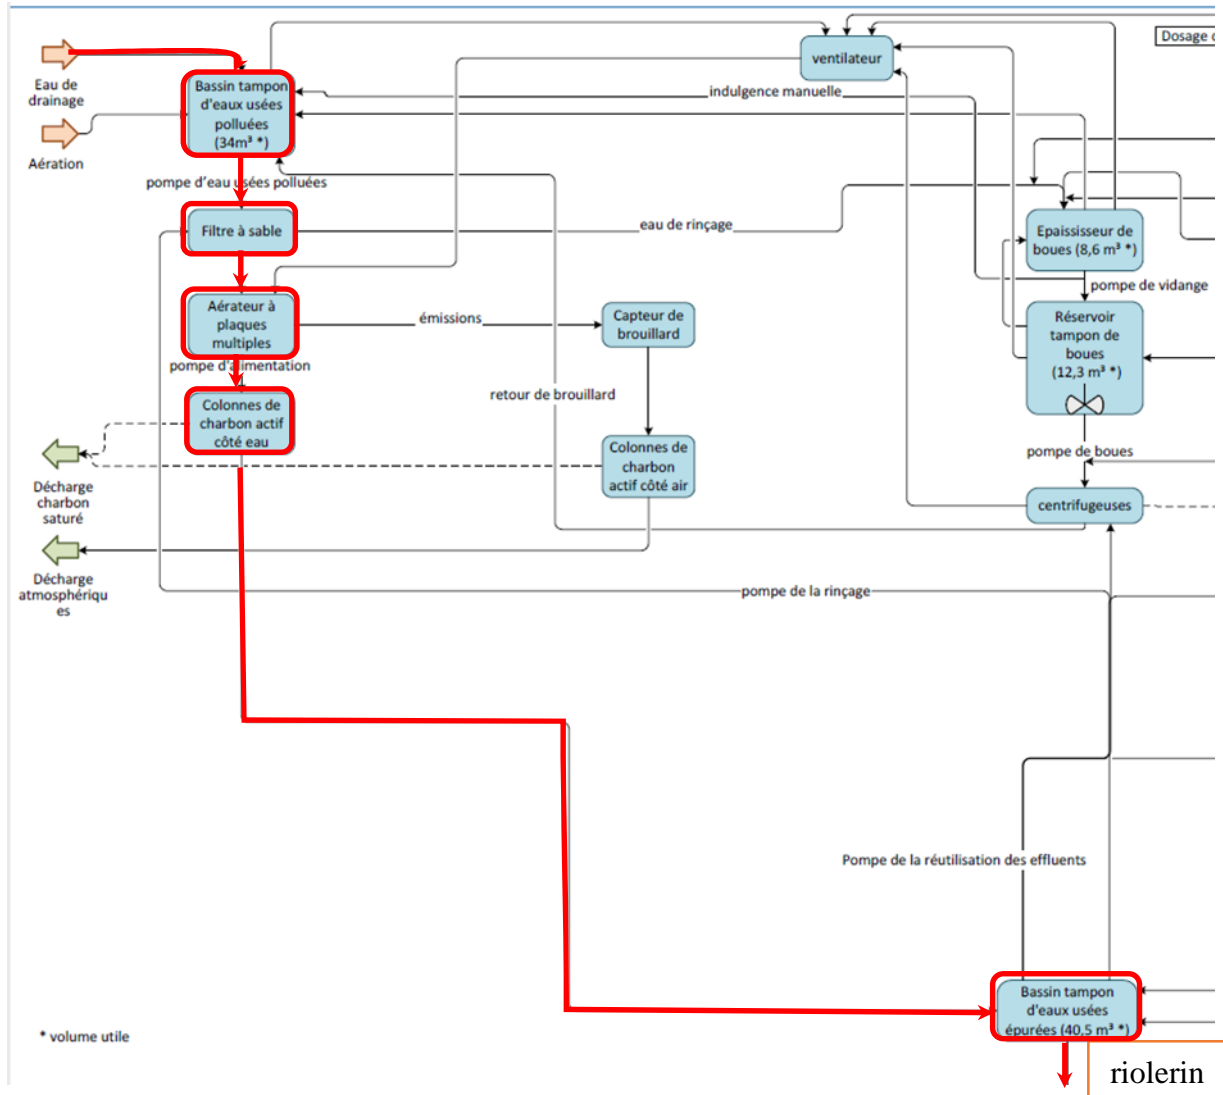 Dosage
ventilateur
Eau de
drainage
Bassin tampon
d'eaux usées
polluées
(34m³ *)
indulgence manuelle
Aération
pompe d'eau usées polluées
Filtre à sable
eau de rinçage
Epaississeur de
boues (8,6 m³ *)
pompe de vidange
Aérateur à
plaques
multiples
émissions
Capteur de
brouillard
Réservoir
tampon de
boues
(12,3 m³ *)
pompe d'alimentation
retour de brouillard
Colonnes de
charbon actif
côté eau
Colonnes de
charbon
actif côté air
pompe de boues
Décharge
charbon
saturé
centrifugeuses
Décharge
atmosphériqu
es
pompe de la rinçage
Pompe de la réutilisation des effluents
Bassin tampon
d'eaux usées
épurées (40,5 m³ *)
* volume utile
riolerin